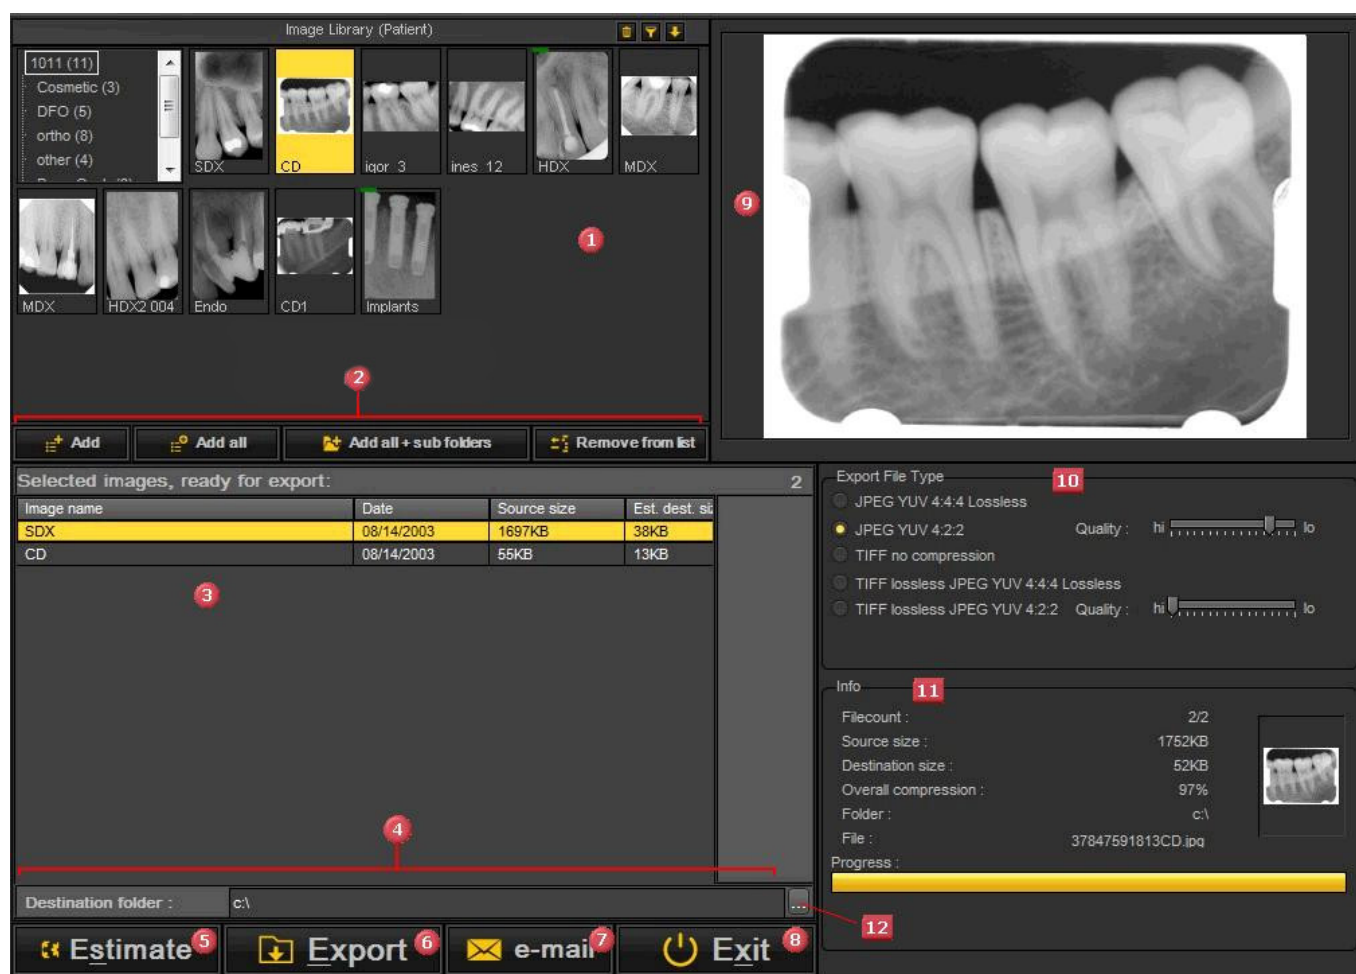 Image Library (Patient)
1011 (11)
Cosmetic (3)
DFO (5)
ortho (8)
other (4)
SDX
CD
igor_3
ines_12
HDX
MDX
MDX
HDX2 004
Endo
CD1
Implants
1
2
Add
Add all
Add all + sub folders
Remove from list
9
Selected images, ready for export: 2
Image name Date Source size Est. dest. siz
SDX 08/14/2003 1697KB 38KB
CD 08/14/2003 55KB 13KB
3
4
Destination folder : c:\ ...
Estimate 5
Export 6
e-mail 7
Exit 8
Export File Type 10
JPEG YUV 4:4:4 Lossless
JPEG YUV 4:2:2 Quality : hi lo
TIFF no compression
TIFF lossless JPEG YUV 4:4:4 Lossless
TIFF lossless JPEG YUV 4:2:2 Quality : hi lo
Info 11
Filecount : 2/2
Source size : 1752KB
Destination size : 52KB
Overall compression : 97%
Folder : c:\
File : 37847591813CD.jpg
Progress :
12